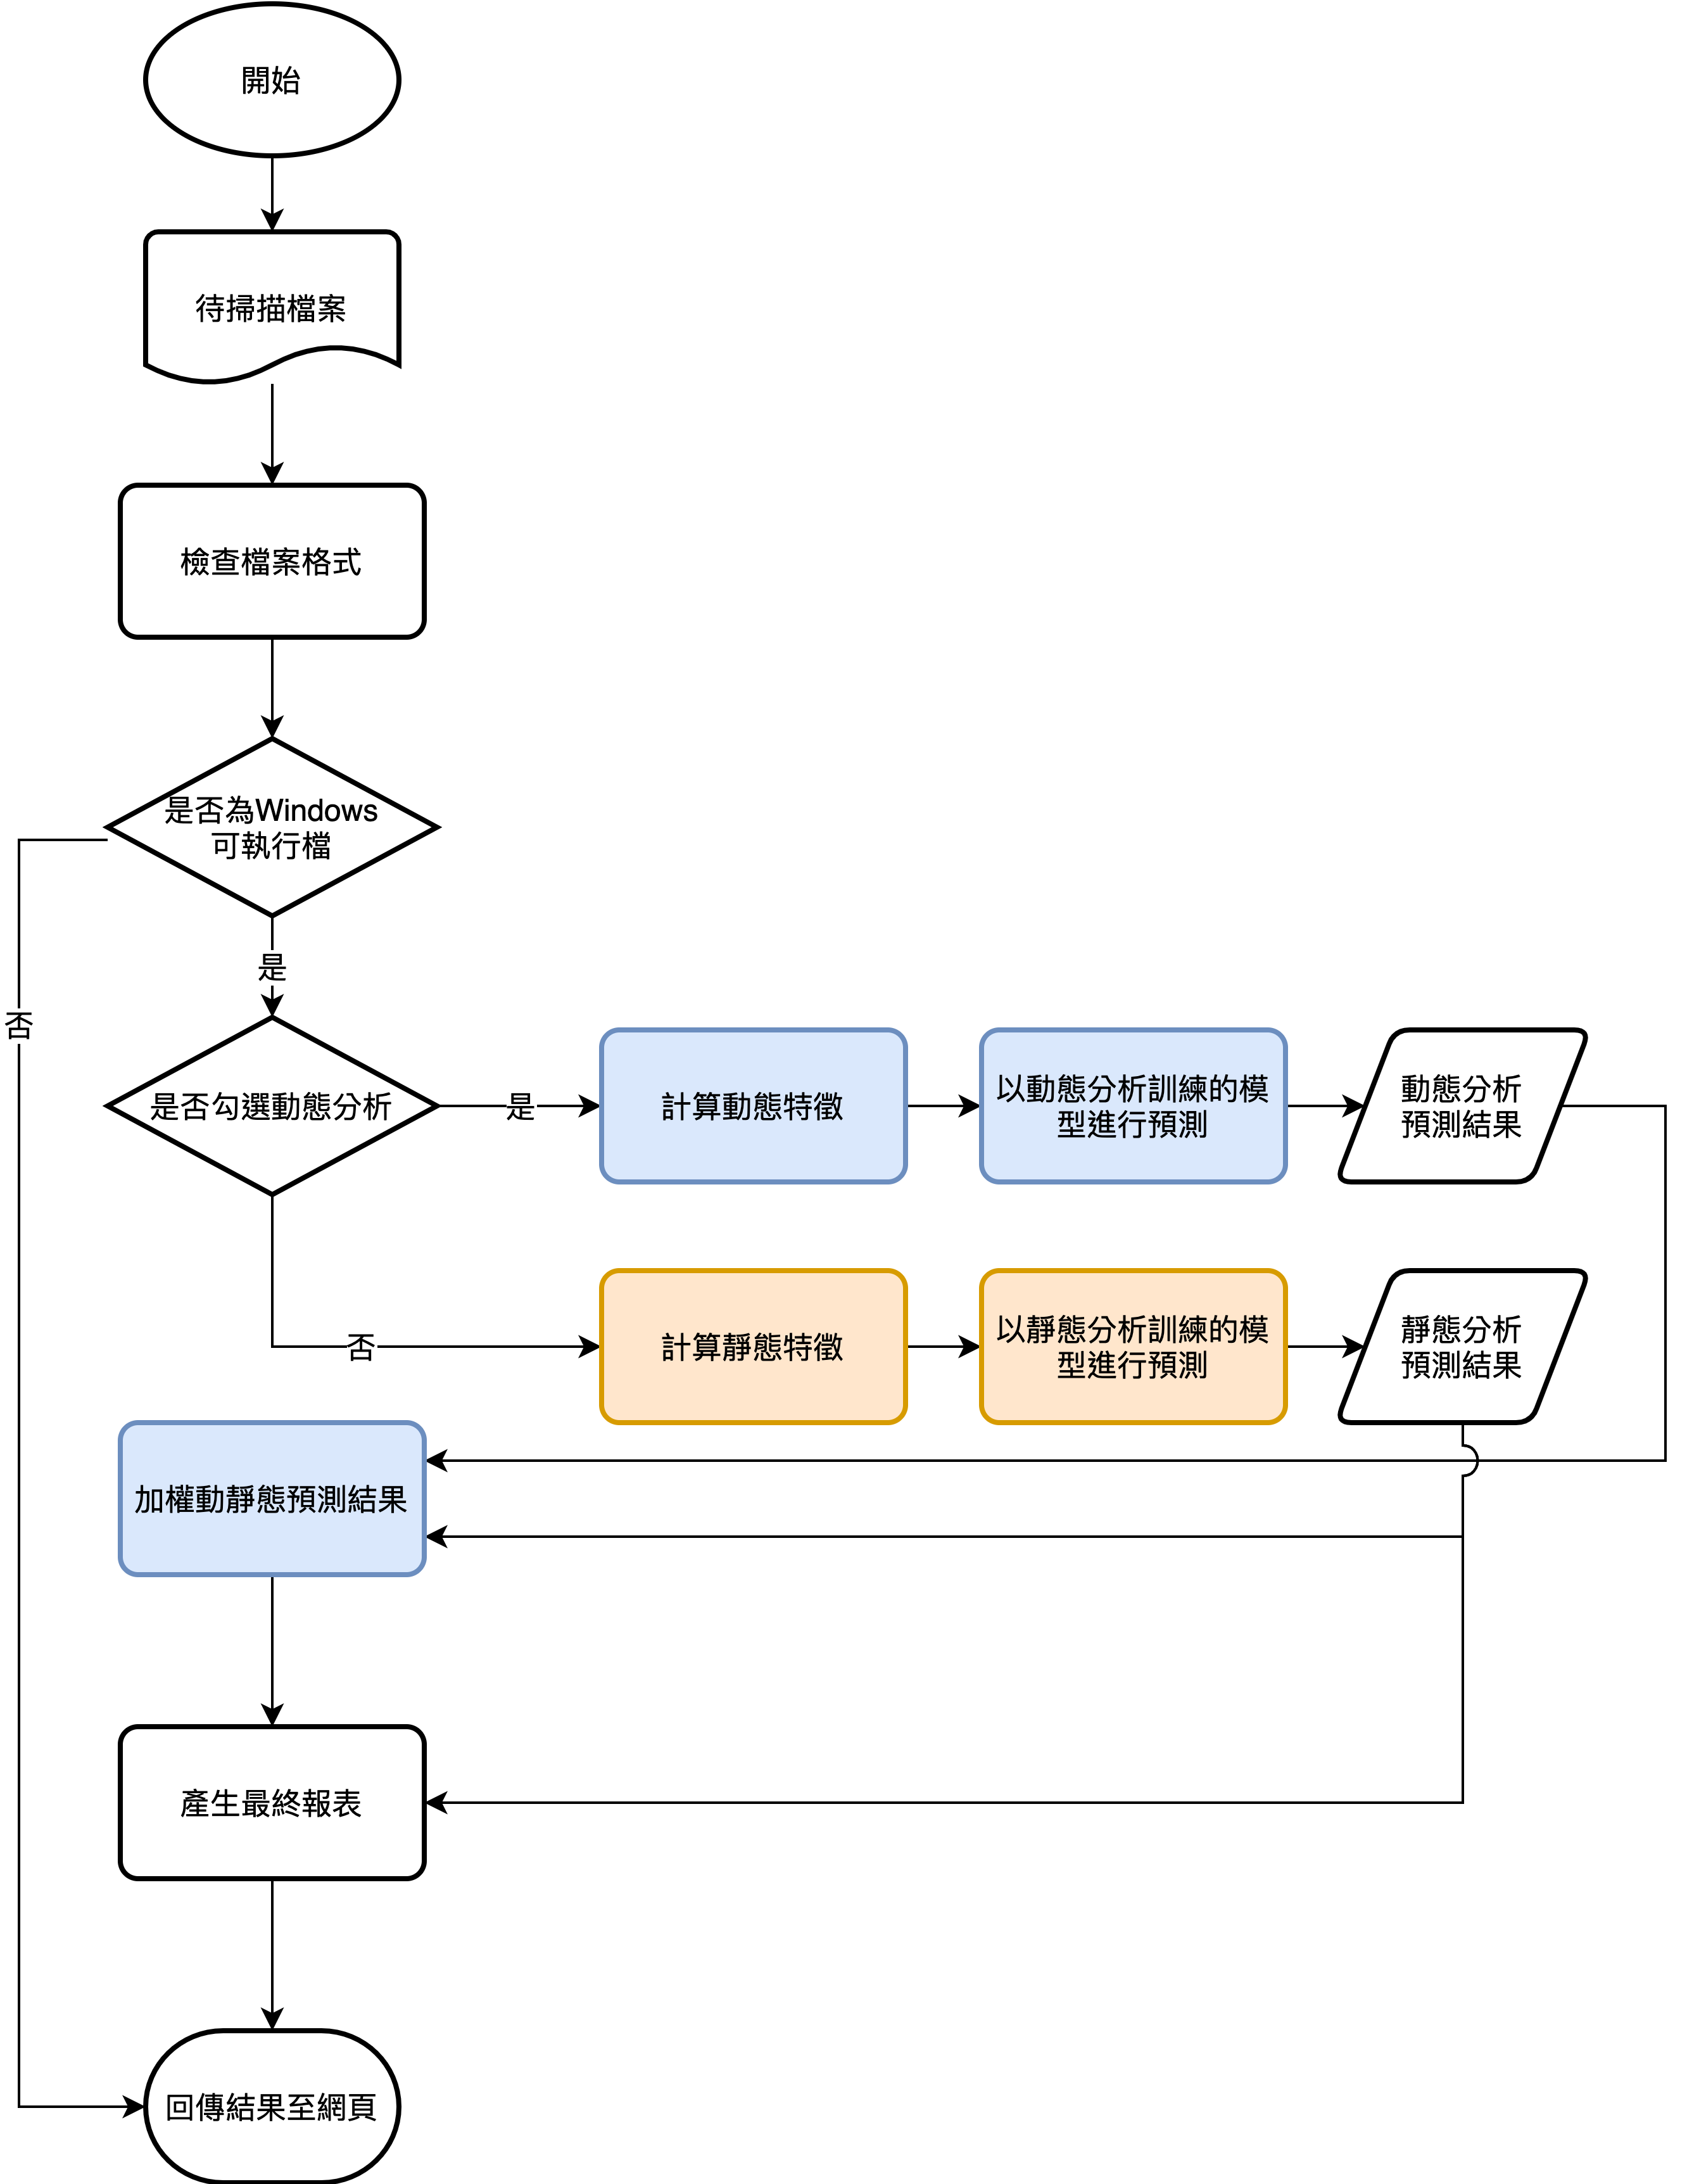 開始
待掃描檔案
檢查檔案格式
是否為Windows
可執行檔
是
否
是否勾選動態分析
是
計算動態特徵
以動態分析訓練的模
型進行預測
動態分析
預測結果
否
計算靜態特徵
以靜態分析訓練的模
型進行預測
靜態分析
預測結果
加權動靜態預測結果
產生最終報表
回傳結果至網頁